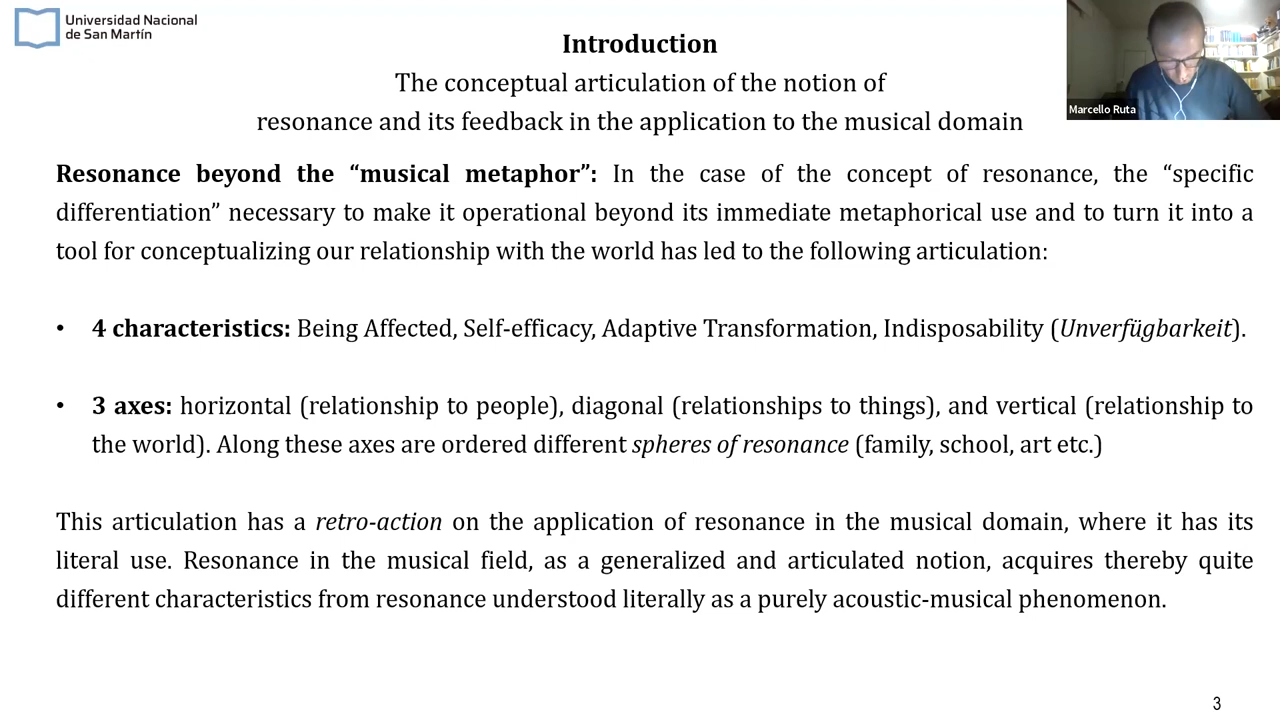 Universidad Nacional
de San Martín
Introduction
The conceptual articulation of the notion of
resonance and its feedback in the application to the musical domain
Marcello Ruta
Resonance beyond the “musical metaphor”: In the case of the concept of resonance, the “specific
differentiation” necessary to make it operational beyond its immediate metaphorical use and to turn it into a
tool for conceptualizing our relationship with the world has led to the following articulation:
• 4 characteristics: Being Affected, Self-efficacy, Adaptive Transformation, Indisposability (Unverfügbarkeit).
• 3 axes: horizontal (relationship to people), diagonal (relationships to things), and vertical (relationship to
the world). Along these axes are ordered different spheres of resonance (family, school, art etc.)
This articulation has a retro-action on the application of resonance in the musical domain, where it has its
literal use. Resonance in the musical field, as a generalized and articulated notion, acquires thereby quite
different characteristics from resonance understood literally as a purely acoustic-musical phenomenon.
3